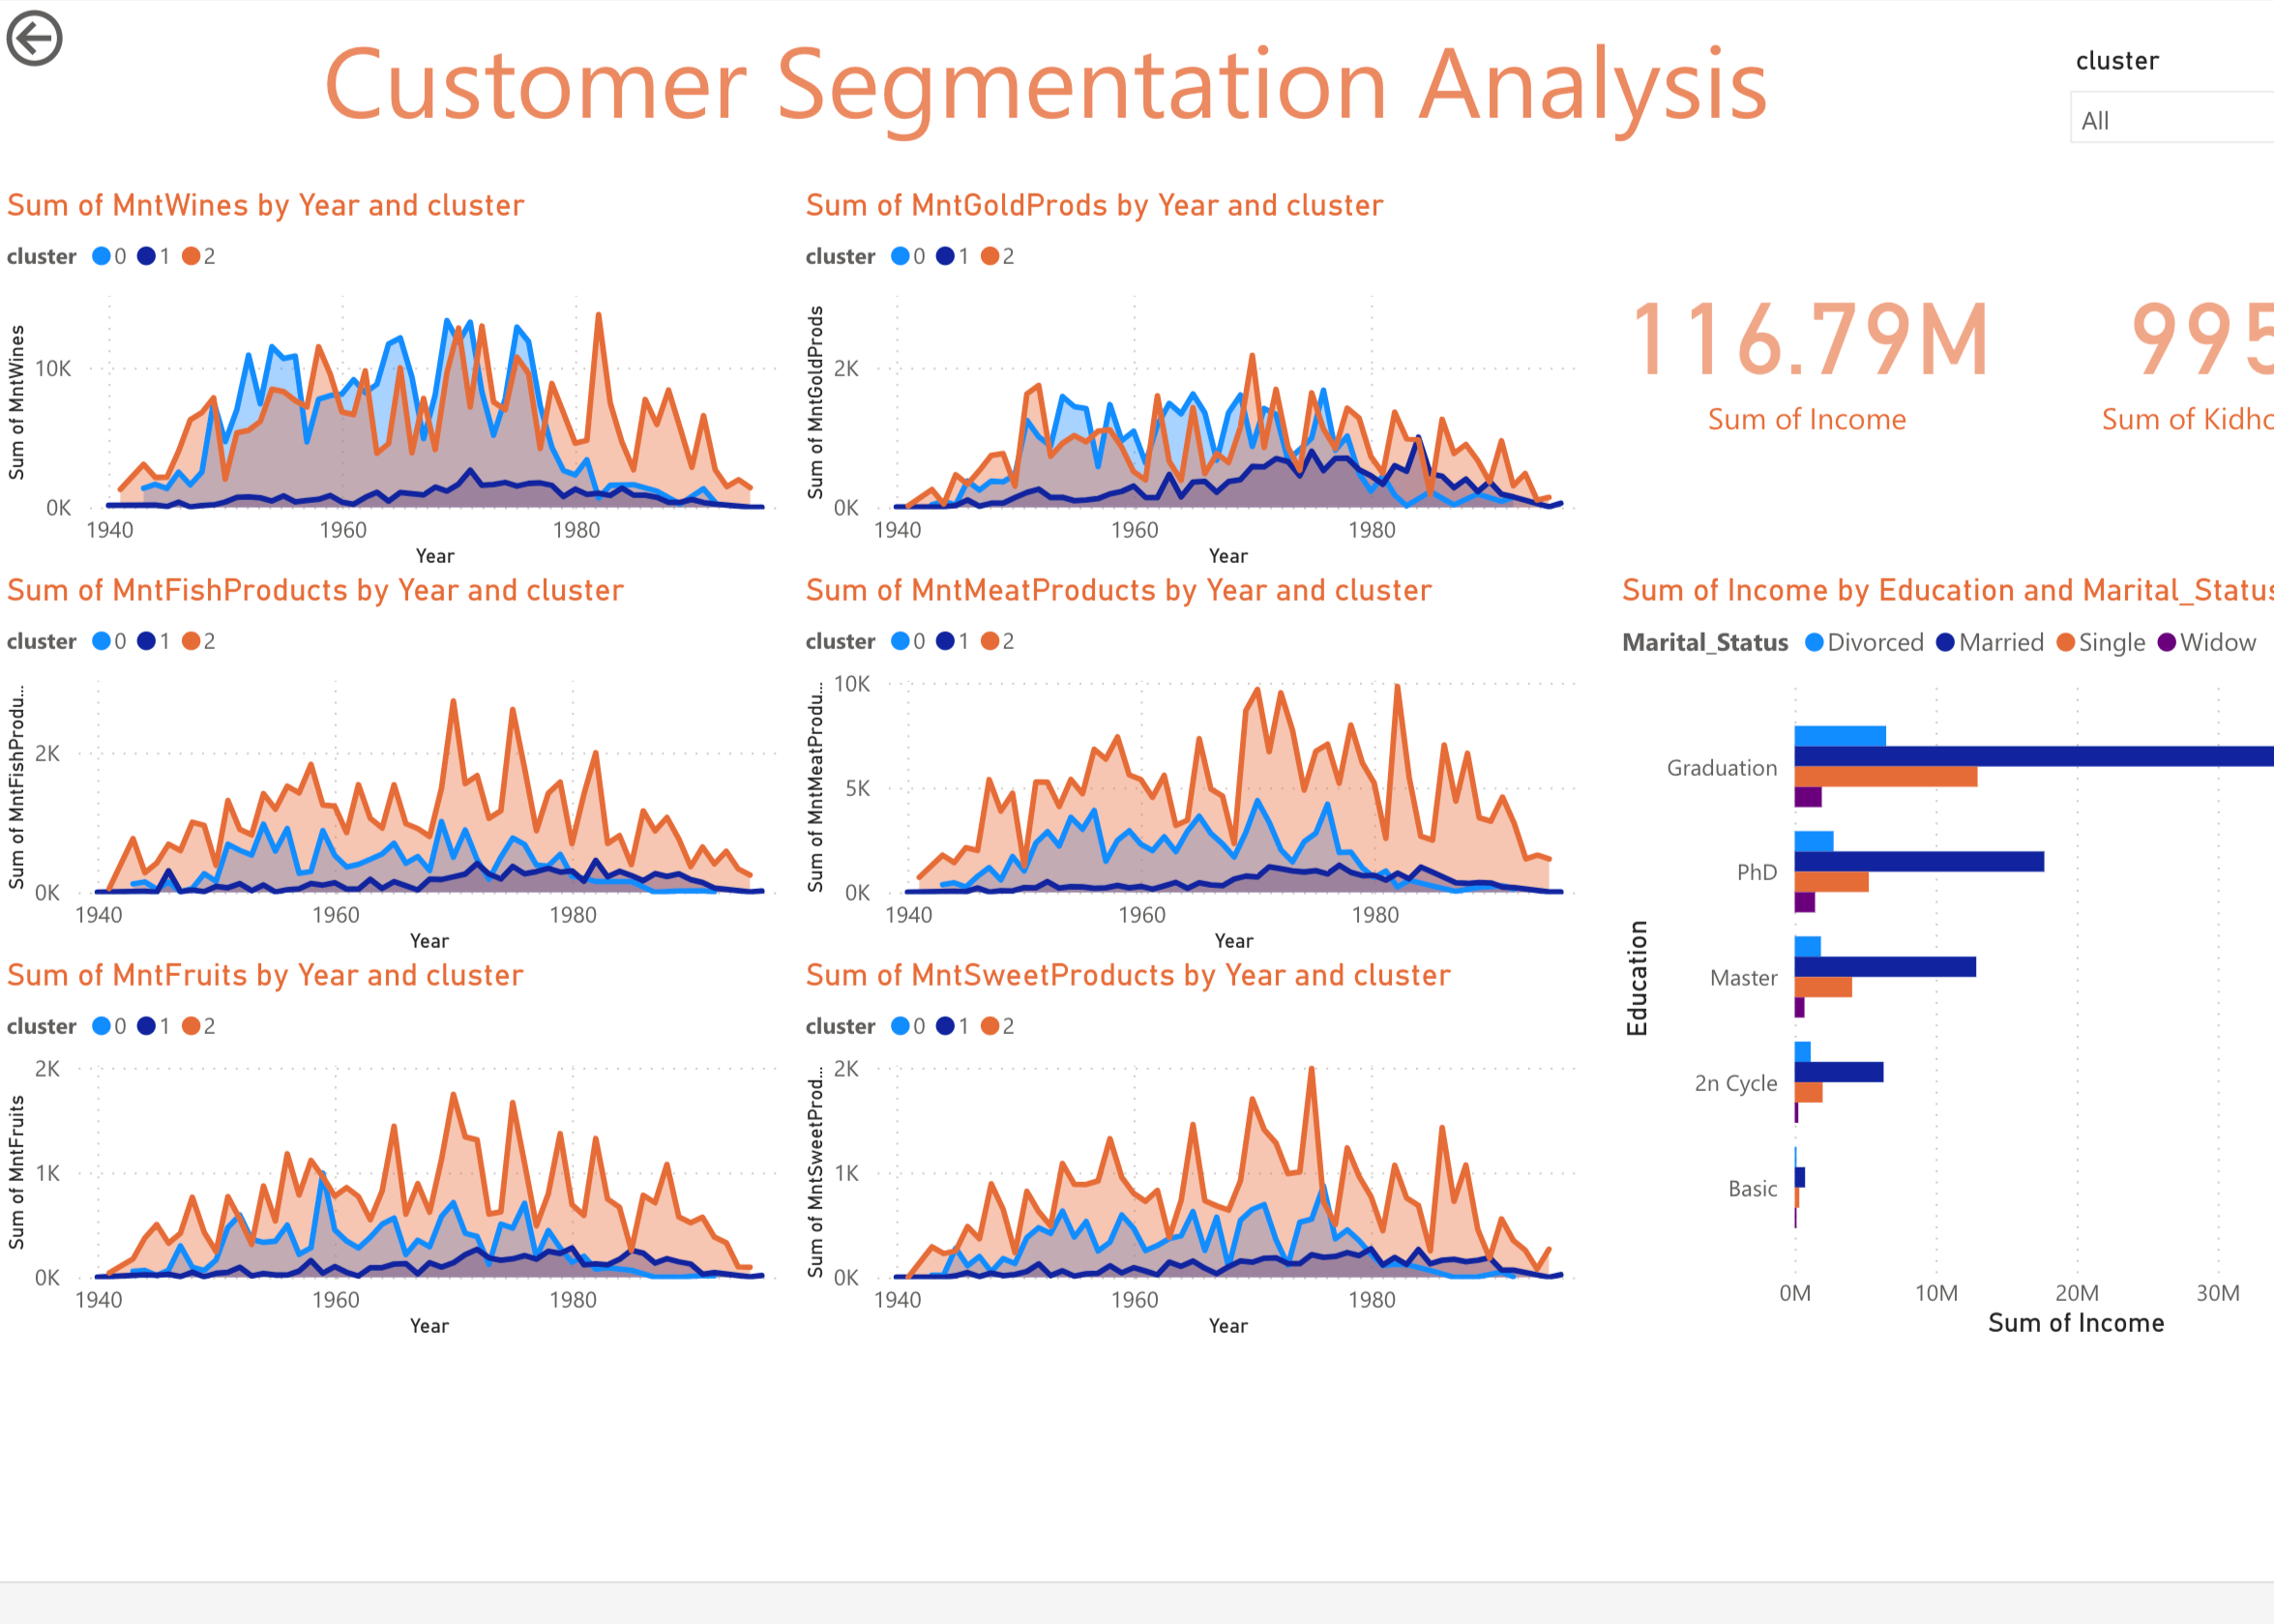 Customer Segmentation Analysis
cluster
All
Sum of MntWines by Year and cluster
cluster 0 1 2
Sum of MntWines
10K
0K
1940 1960 1980
Year
Sum of MntGoldProds by Year and cluster
cluster 0 1 2
Sum of MntGoldProds
2K
0K
1940 1960 1980
Year
116.79M
Sum of Income
995
Sum of Kidho
Sum of MntFishProducts by Year and cluster
cluster 0 1 2
Sum of MntFishProdu...
2K
0K
1940 1960 1980
Year
Sum of MntMeatProducts by Year and cluster
cluster 0 1 2
Sum of MntMeatProdu...
10K
5K
0K
1940 1960 1980
Year
Sum of Income by Education and Marital_Status
Marital_Status Divorced Married Single Widow
Education
Graduation
PhD
Master
2n Cycle
Basic
0M 10M 20M 30M
Sum of Income
Sum of MntFruits by Year and cluster
cluster 0 1 2
Sum of MntFruits
2K
1K
0K
1940 1960 1980
Year
Sum of MntSweetProducts by Year and cluster
cluster 0 1 2
Sum of MntSweetProd...
2K
1K
0K
1940 1960 1980
Year